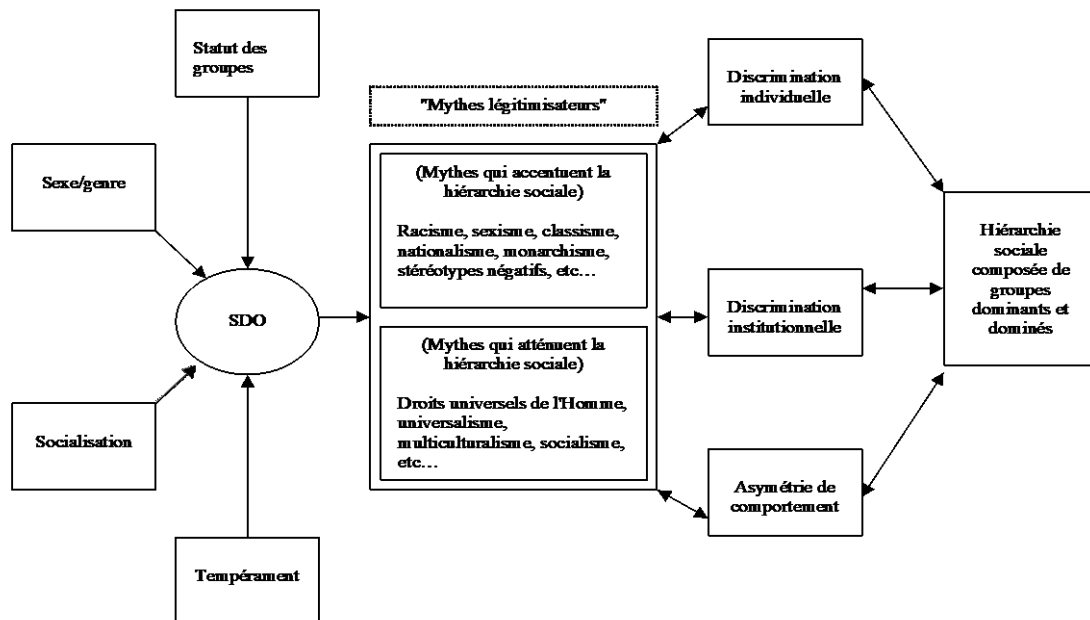 Statut des
groupes
Sexe/genre
SDO
Socialisation
Tempérament
"Mythes légitimisateurs"
(Mythes qui accentuent la
hiérarchie sociale)
Racisme, sexisme, classisme,
nationalisme, monarchisme,
stéréotypes négatifs, etc…
(Mythes qui atténuent la
hiérarchie sociale)
Droits universels de l'Homme,
universalisme,
multiculturalisme, socialisme,
etc…
Discrimination
individuelle
Discrimination
institutionnelle
Asymétrie de
comportement
Hiérarchie
sociale
composée de
groupes
dominants et
dominés